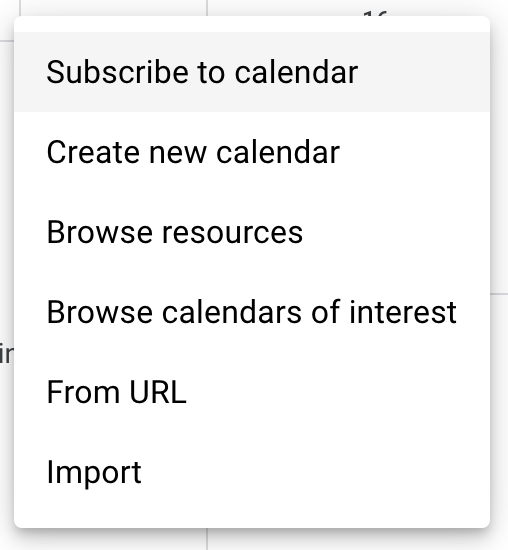 Subscribe to calendar
Create new calendar
Browse resources
Browse calendars of interest
From URL
Import